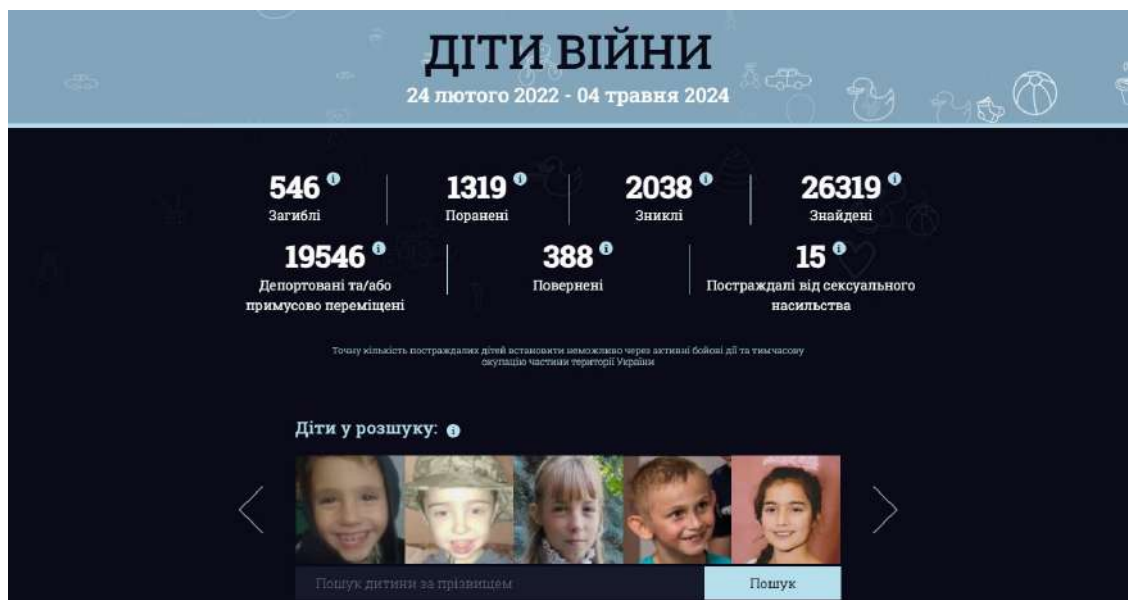 ДІТИ ВІЙНИ
24 лютого 2022 - 04 травня 2024
546
1319
2038
26319
Загиблі
Поранені
Зниклі
Знайдені
19546
388
15
Депортовані та/або
примусово переміщені
Повернені
Постраждалі від сексуального
насильства
Точну кількість постраждалих дітей встановити неможливо через активні бойові дії та тимчасову
окупацію частини території України
Діти у розшуку:
Пошук дитини за прізвищем
Пошук